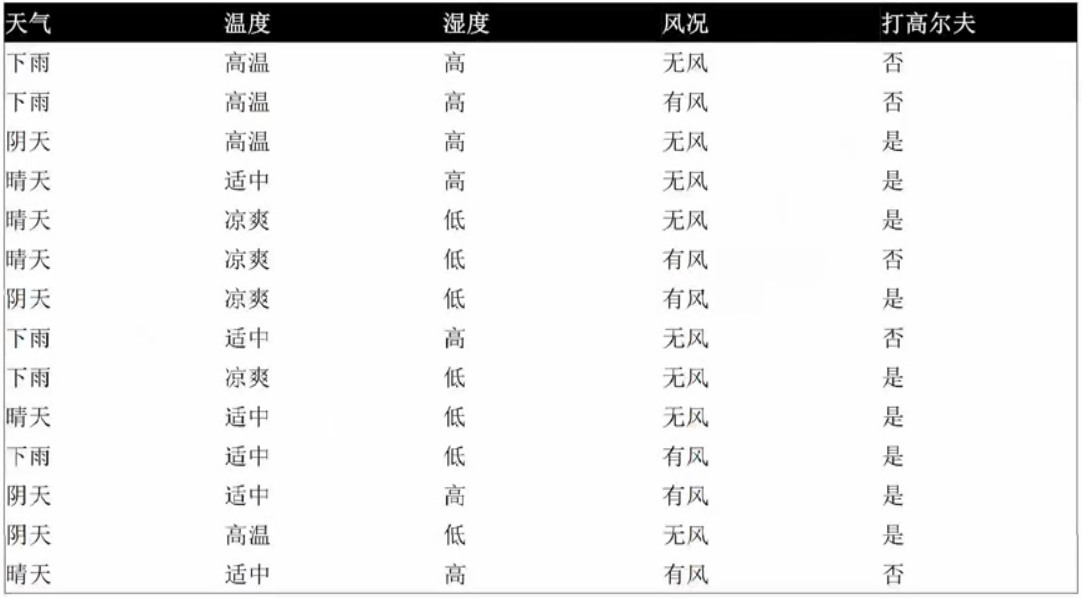 天气 温度 湿度 风况 打高尔夫
下雨 高温 高 无风 否
下雨 高温 高 有风 否
阴天 高温 高 无风 是
晴天 适中 高 无风 是
晴天 凉爽 低 无风 是
晴天 凉爽 低 有风 否
阴天 凉爽 低 有风 是
下雨 适中 高 无风 否
下雨 凉爽 低 无风 是
晴天 适中 低 无风 是
下雨 适中 低 有风 是
阴天 适中 高 有风 是
阴天 高温 低 无风 是
晴天 适中 高 有风 否